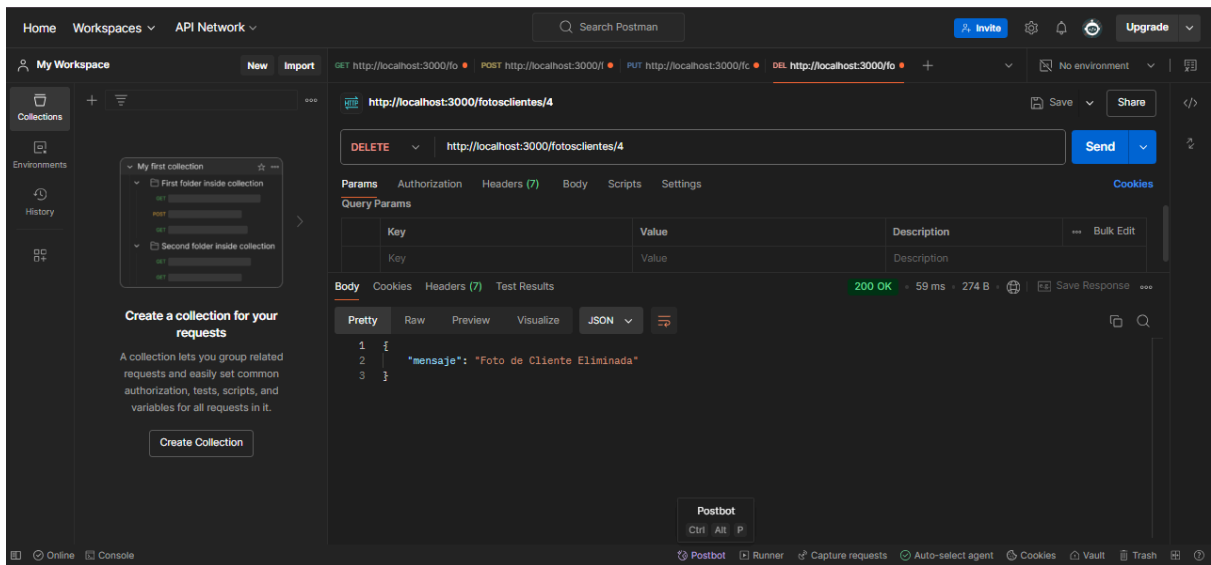 Home Workspaces API Network Search Postman Invite Upgrade
My Workspace New Import GET http://localhost:3000/fo POST http://localhost:3000/f PUT http://localhost:3000/fc DEL http://localhost:3000/fo No environment
Collections
Environments
History
My first collection
First folder inside collection
GET
POST
GET
Second folder inside collection
GET
GET
Create a collection for your
requests
A collection lets you group related
requests and easily set common
authorization, tests, scripts, and
variables for all requests in it.
Create Collection
HTTP http://localhost:3000/fotosclientes/4 Save Share
DELETE http://localhost:3000/fotosclientes/4 Send
Params Authorization Headers (7) Body Scripts Settings Cookies
Query Params
Key Value Description Bulk Edit
Key Value Description
Body Cookies Headers (7) Test Results 200 OK 59 ms 274 B Save Response
Pretty Raw Preview Visualize JSON
1 {
2 "mensaje": "Foto de Cliente Eliminada"
3 }
Postbot
Ctrl Alt P
Online Console Postbot Runner Capture requests Auto-select agent Cookies Vault Trash